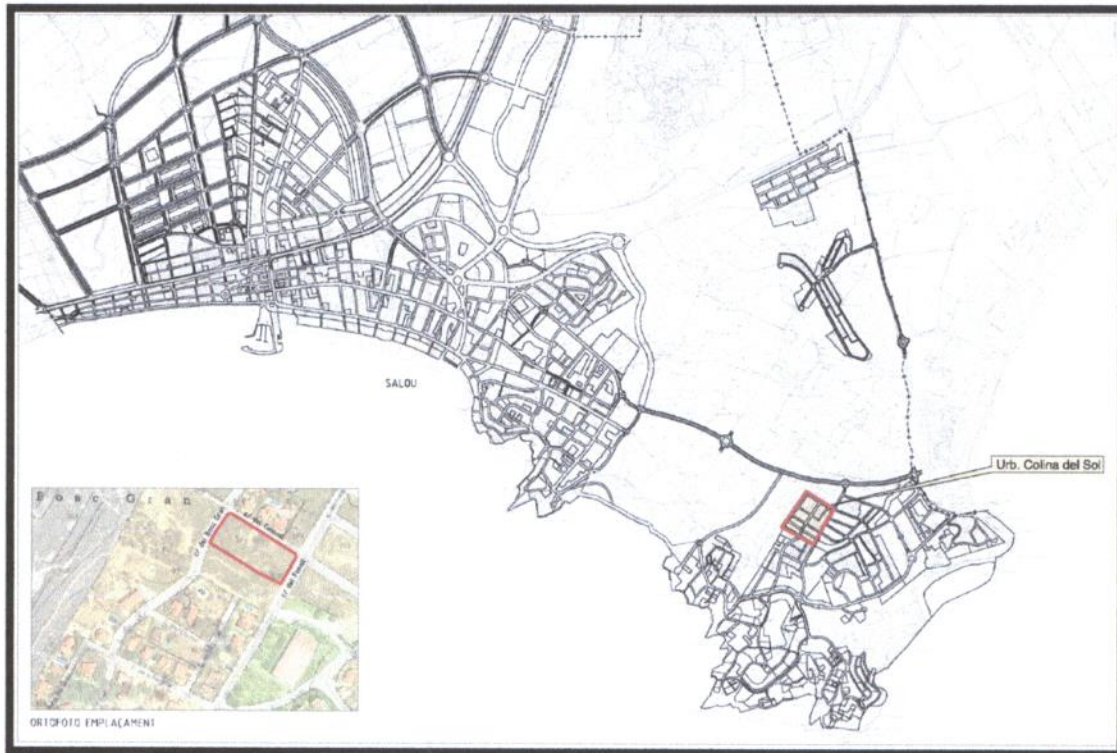 SALOU
Urb. Colina del Sol
Bosc Gran
ORTOFOTO EMPLAÇAMENT